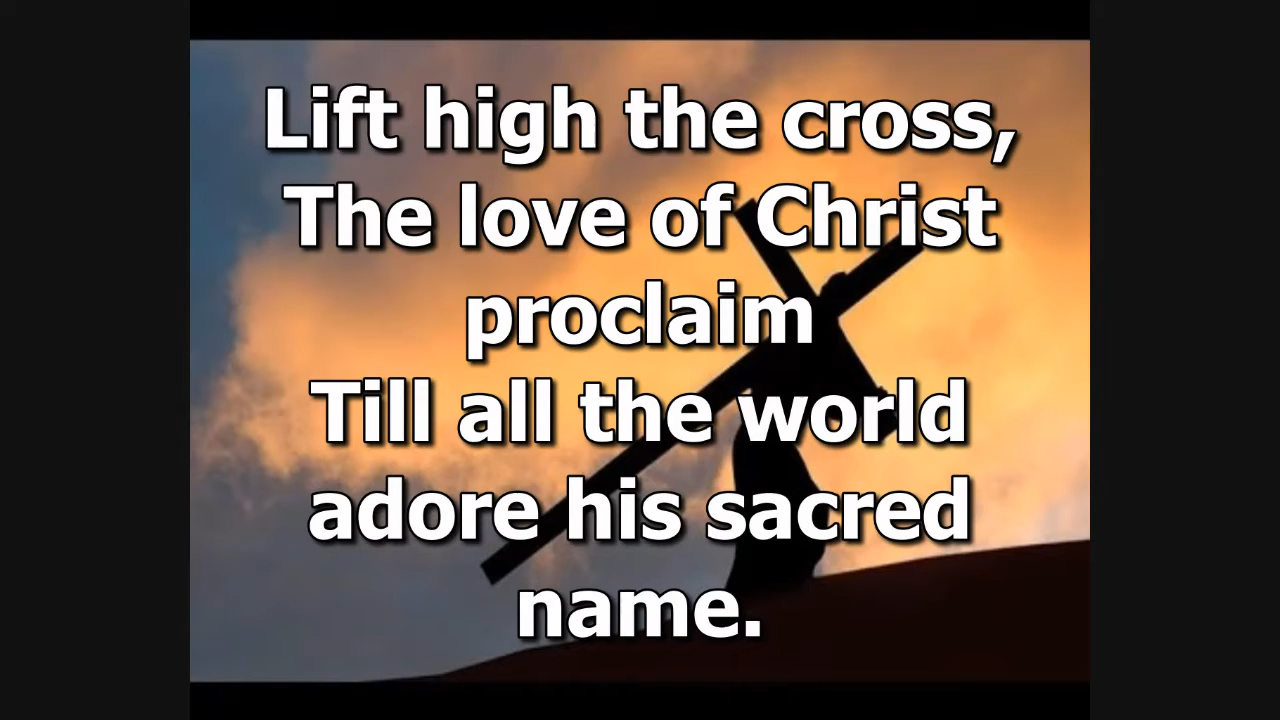 Lift high the cross,
The love of Christ
proclaim
Till all the world
adore his sacred
name.